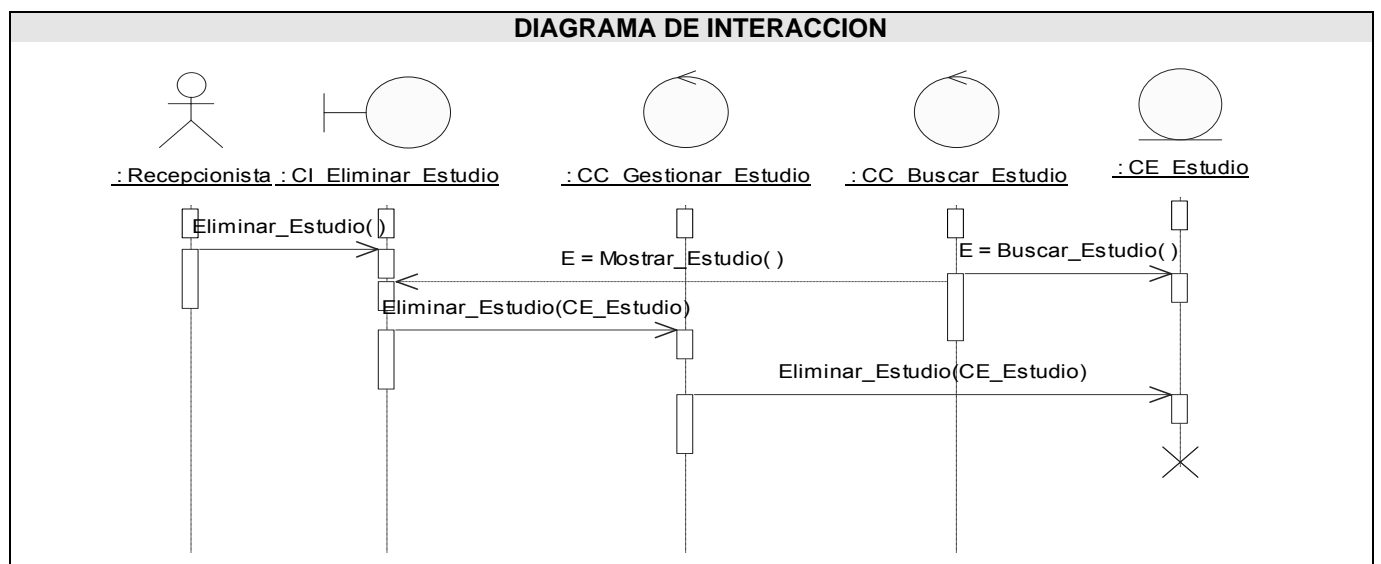 DIAGRAMA DE INTERACCION
: Recepcionista
: CI_Eliminar_Estudio
: CC_Gestionar_Estudio
: CC_Buscar_Estudio
: CE_Estudio
Eliminar_Estudio( )
E = Buscar_Estudio( )
E = Mostrar_Estudio( )
Eliminar_Estudio(CE_Estudio)
Eliminar_Estudio(CE_Estudio)